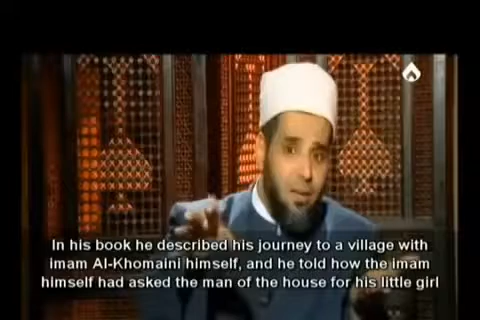 In his book he described his journey to a village with
imam Al-Khomaini himself, and he told how the imam
himself had asked the man of the house for his little girl